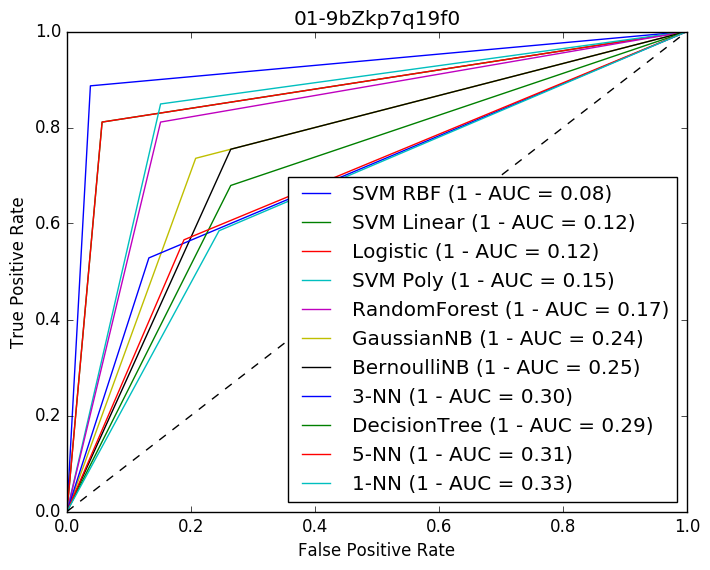 01-9bZkp7q19f0
1.0
0.8
0.6
0.4
0.2
0.0
True Positive Rate
SVM RBF (1 - AUC = 0.08)
SVM Linear (1 - AUC = 0.12)
Logistic (1 - AUC = 0.12)
SVM Poly (1 - AUC = 0.15)
RandomForest (1 - AUC = 0.17)
GaussianNB (1 - AUC = 0.24)
BernoulliNB (1 - AUC = 0.25)
3-NN (1 - AUC = 0.30)
DecisionTree (1 - AUC = 0.29)
5-NN (1 - AUC = 0.31)
1-NN (1 - AUC = 0.33)
0.0 0.2 0.4 0.6 0.8 1.0
False Positive Rate